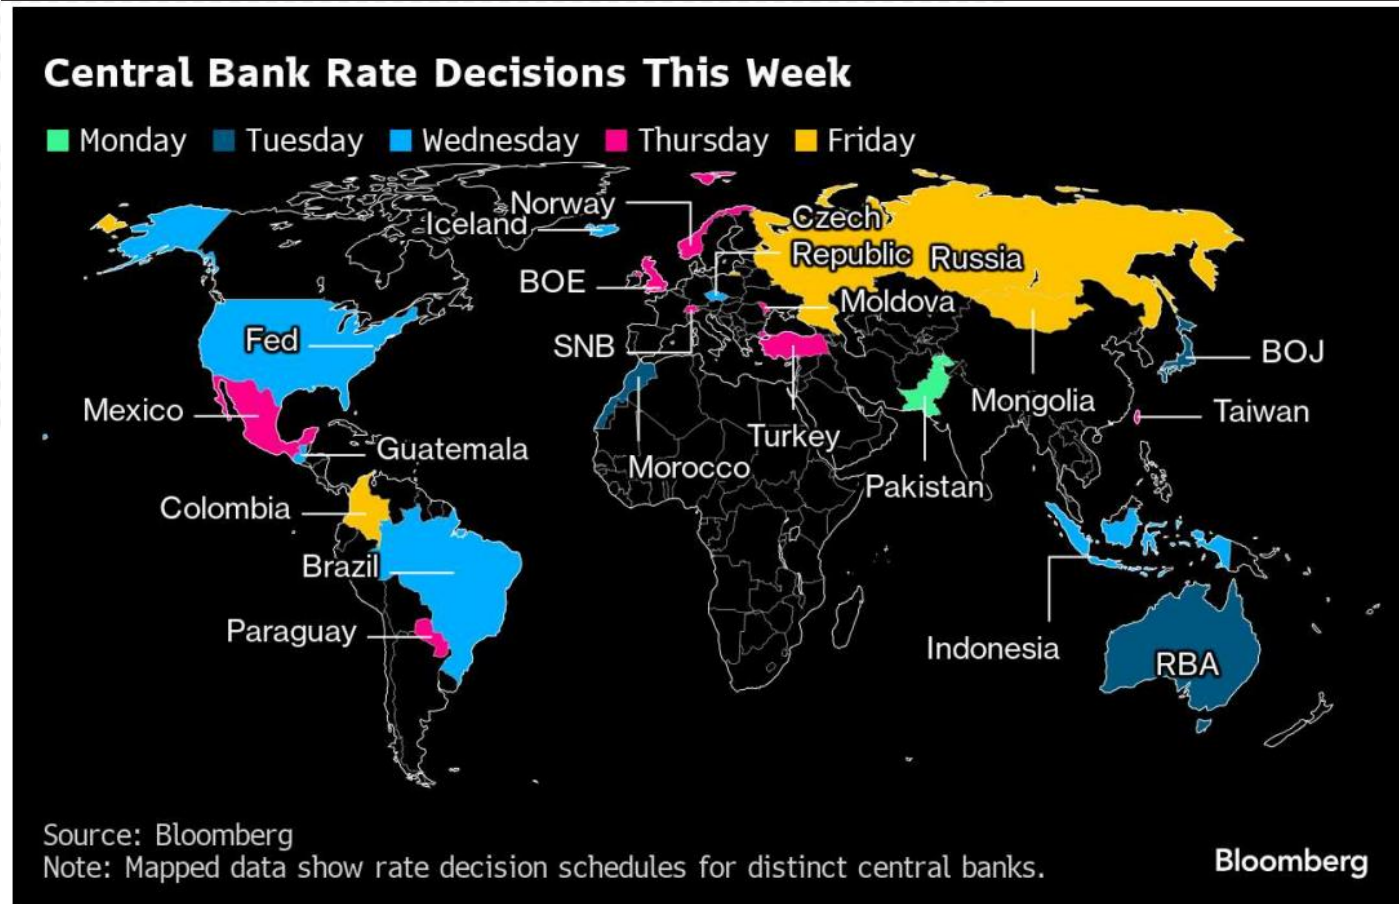 Central Bank Rate Decisions This Week
Monday Tuesday Wednesday Thursday Friday
Norway
Iceland
Czech
Republic
Russia
BOE
Moldova
Fed
SNB
BOJ
Mexico
Mongolia
Taiwan
Guatemala
Turkey
Morocco
Pakistan
Colombia
Brazil
Paraguay
Indonesia
RBA
Source: Bloomberg
Note: Mapped data show rate decision schedules for distinct central banks.
Bloomberg